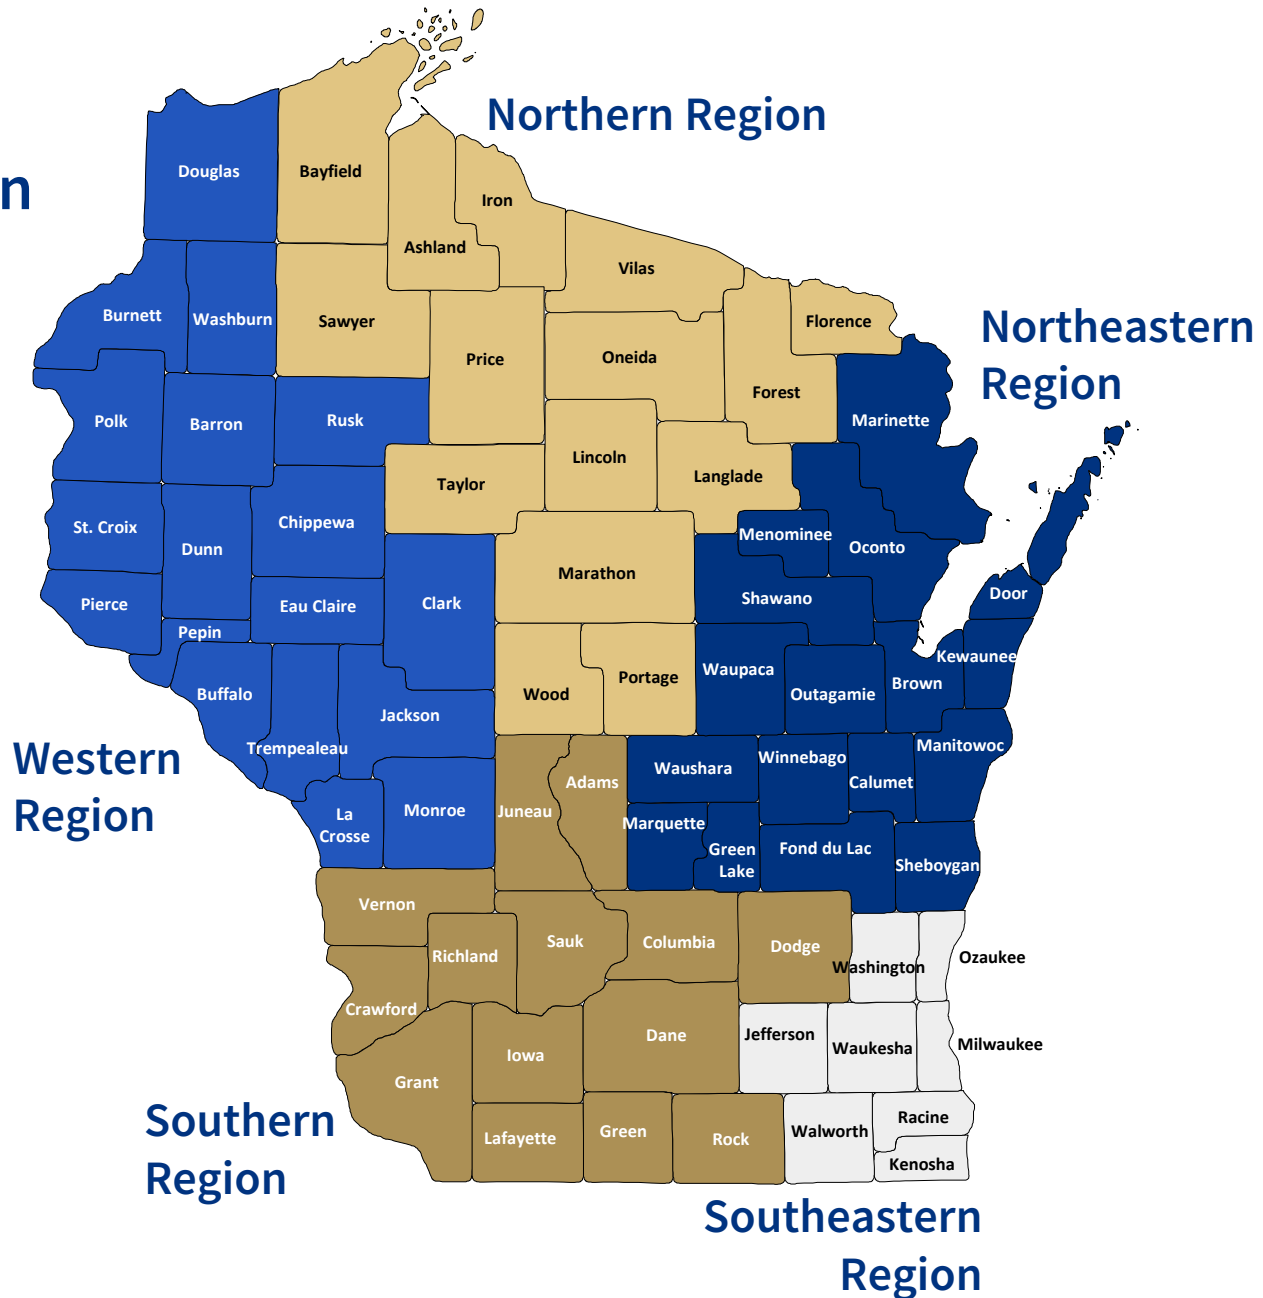 Northern Region
n
Douglas
Bayfield
Iron
Ashland
Vilas
Burnett
Washburn
Sawyer
Florence
Northeastern
Region
Price
Oneida
Forest
Polk
Barron
Rusk
Marinette
Lincoln
Langlade
Taylor
St. Croix
Chippewa
Dunn
Menominee
Oconto
Marathon
Pierce
Eau Claire
Clark
Shawano
Door
Pepin
Kewaunee
Buffalo
Wood
Portage
Waupaca
Outagamie
Brown
Jackson
Trempealeau
Western
Region
Adams
Waushara
Winnebago
Manitowoc
Calumet
La
Crosse
Monroe
Juneau
Marquette
Green
Lake
Fond du Lac
Sheboygan
Vernon
Richland
Sauk
Columbia
Dodge
Washington
Ozaukee
Crawford
Iowa
Dane
Jefferson
Waukesha
Milwaukee
Grant
Southern
Region
Lafayette
Green
Rock
Walworth
Racine
Kenosha
Southeastern
Region